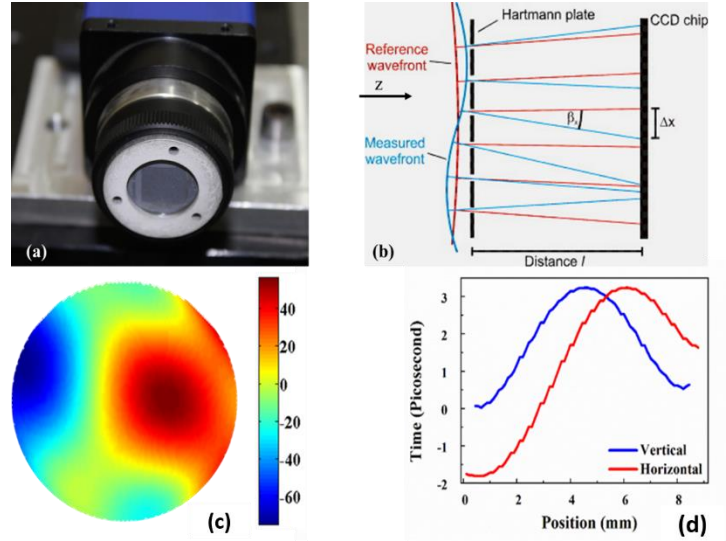 (a)
Hartmann plate
CCD chip
Reference
wavefront
z
βx
Δx
Measured
wavefront
(b)
Distance l
40
20
0
-20
-40
-60
(c)
3
2
1
0
-1
-2
0
2
4
6
8
Time (Picosecond)
Vertical
Horizontal
Position (mm)
(d)